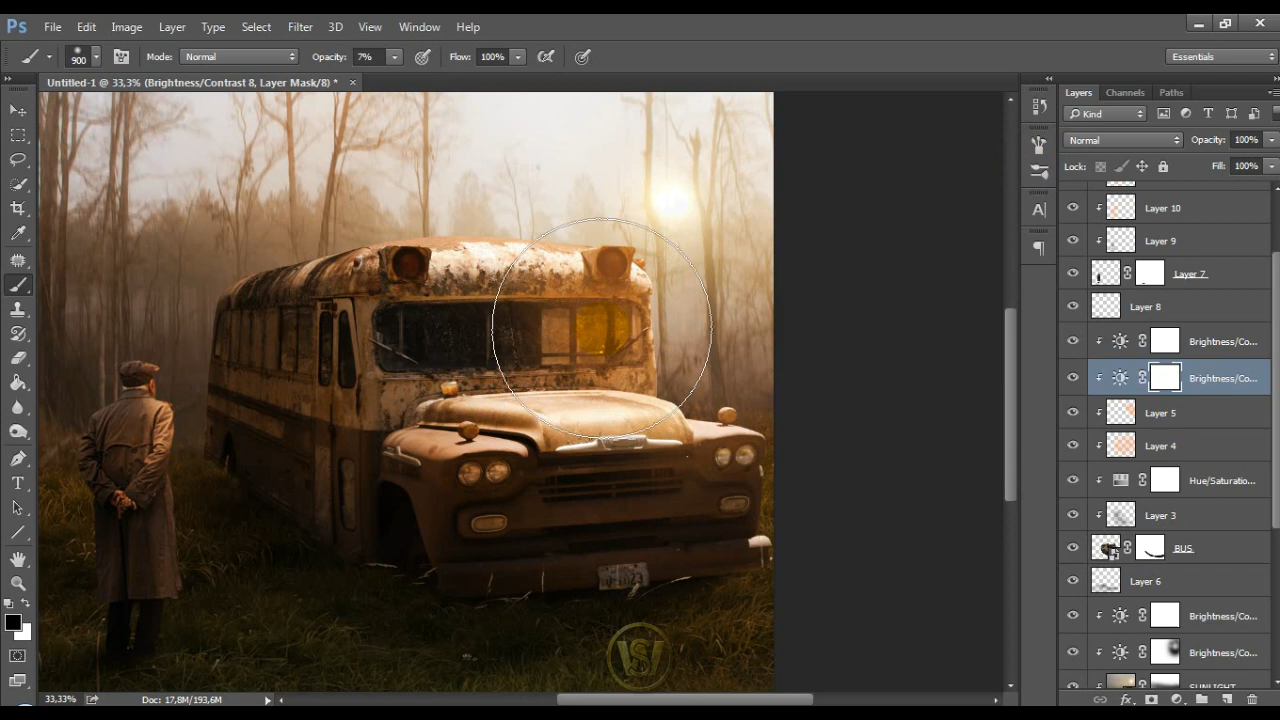 Ps File Edit Image Layer Type Select Filter 3D View Window Help
900 Mode: Normal Opacity: 7% Flow: 100% Essentials
Untitled-1 @ 33,3% (Brightness/Contrast 8, Layer Mask/8) * ×
Layers Channels Paths
Kind
Normal Opacity: 100%
Lock: Fill: 100%
Layer 10
Layer 9
Layer 7
Layer 8
Brightness/Co...
Brightness/Co...
Layer 5
Layer 4
Hue/Saturatio...
Layer 3
BUS
Layer 6
Brightness/Co...
Brightness/Co...
SUNLIGHT
33,33% Doc: 17,8M/193,6M